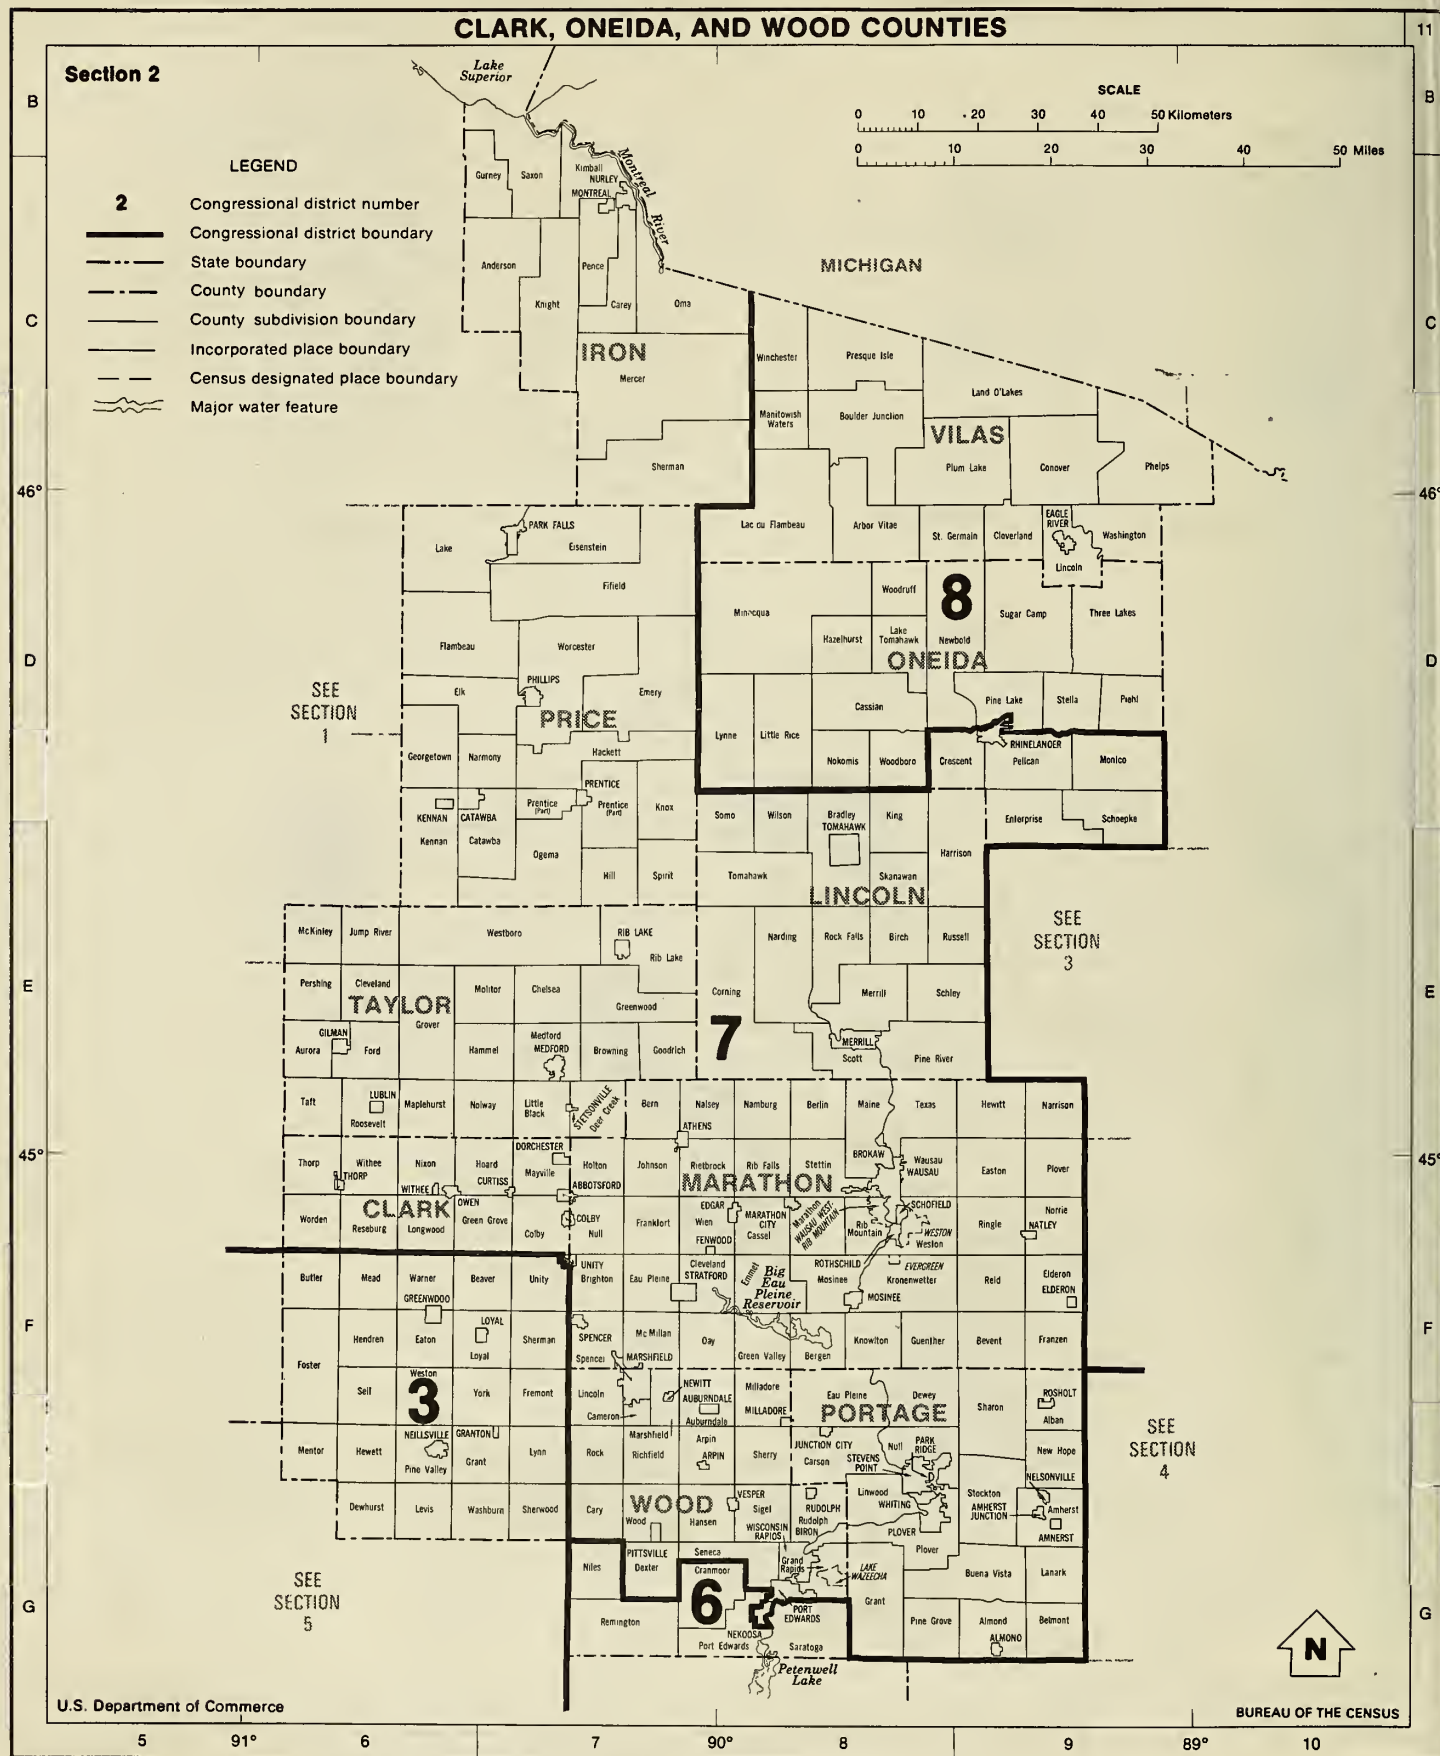 CLARK, ONEIDA, AND WOOD COUNTIES
11
Section 2
Lake
Superior
SCALE
0 10 20 30 40 50 Kilometers
0 10 20 30 40 50 Miles
B
B
LEGEND
2 Congressional district number
Congressional district boundary
State boundary
County boundary
County subdivision boundary
Incorporated place boundary
Census designated place boundary
Major water feature
Gurney
Saxon
Kimball
NURLEY
MONTREAL
Montreal
River
MICHIGAN
Anderson
Pence
Knight
Carey
Oma
C
C
IRON
Mercer
Sherman
Winchester
Presque Isle
Land O'Lakes
Manitowish
Waters
Boulder Junction
VILAS
Plum Lake
Conover
Phelps
46°
46°
Lac du Flambeau
Arbor Vitae
St. Germain
Cloverland
EAGLE
RIVER
Washington
Lincoln
PARK FALLS
Lake
Eisenstein
Fifield
Minocqua
Woodruff
8
Sugar Camp
Three Lakes
Hazelhurst
Lake
Tomahawk
Newbold
ONEIDA
D
D
Flambeau
Worcester
PHILLIPS
Elk
Emery
PRICE
SEE
SECTION
1
Cassian
Pine Lake
Stella
Piehl
Lynne
Little Rice
RHINELANDER
Nokomis
Woodboro
Crescent
Pelican
Monico
Georgetown
Narmony
Hackett
PRENTICE
Prentice
(Part)
Prentice
(Part)
Knox
KENNAN
CATAWBA
Kennan
Catawba
Ogema
Hill
Spirit
Somo
Wilson
Bradley
TOMAHAWK
King
Enterprise
Schoepke
Harrison
Tomahawk
Skanawan
LINCOLN
SEE
SECTION
3
McKinley
Jump River
Westboro
RIB LAKE
Rib Lake
Narding
Rock Falls
Birch
Russell
E
E
Pershing
Cleveland
TAYLOR
Grover
Molitor
Chelsea
Greenwood
Corning
Merrill
Schley
7
GILMAN
Aurora
Ford
Hammel
Medford
MEDFORD
Browning
Goodrich
MERRILL
Scott
Pine River
Taft
LUBLIN
Roosevelt
Maplehurst
Nolway
Little
Black
STETSONVILLE
Deer Creek
Bern
Nalsey
Namburg
Berlin
Maine
Texas
Hewitt
Narrison
ATHENS
45°
45°
Thorp
THORP
Withee
Nixon
Hoard
DORCHESTER
Mayville
CURTISS
WITHEE
OWEN
Holton
ABBOTSFORD
Johnson
Rietbrock
Rib Falls
Stettin
BROKAW
Wausau
WAUSAU
Easton
Plover
MARATHON
CLARK
Worden
Reseburg
Longwood
Green Grove
Colby
COLBY
Null
Frankfort
EDGAR
Wien
FENWOOD
MARATHON
CITY
Cassel
Marathon
WAUSAU WEST-
RIB MOUNTAIN
Rib
Mountain
SCHOFIELD
WESTON
Weston
Ringle
Norrie
NATLEY
Butler
Mead
Warner
GREENWOOO
Beaver
Unity
UNITY
Brighton
Eau Pleine
Cleveland
STRATFORD
Emmet
Big
Eau
Pleine
Reservoir
ROTHSCHILD
Mosinee
MOSINEE
EVERGREEN
Kronenwetter
Reid
Elderon
ELDERON
F
F
Hendren
Eaton
LOYAL
Loyal
Sherman
Foster
SPENCER
Spencer
Mc Millan
MARSHFIELD
Oay
Green Valley
Bergen
Knowlton
Guenther
Bevent
Franzen
Weston
3
Self
York
Fremont
Lincoln
Cameron
NEWITT
AUBURNDALE
Auburndale
Milladore
MILLADORE
Eau Pleine
Dewey
PORTAGE
Sharon
ROSHOLT
Alban
Mentor
Hewett
NEILLSVILLE
Pine Valley
GRANTON
Grant
Lynn
Rock
Marshfield
Richfield
Arpin
ARPIN
Sherry
JUNCTION CITY
Carson
STEVENS
POINT
Null
PARK
RIDGE
New Hope
NELSONVILLE
SEE
SECTION
4
Dewhurst
Levis
Washburn
Sherwood
Cary
WOOD
Wood
Hansen
VESPER
Sigel
WISCONSIN
RAPIDS
RUDOLPH
Rudolph
BIRON
Linwood
WHITING
PLOVER
Plover
Stockton
AMHERST
JUNCTION
Amherst
AMNERST
Niles
PITTSVILLE
Dexter
Seneca
Cranmoor
Grand
Rapids
LAKE
WAZEECHA
Buena Vista
Lanark
SEE
SECTION
5
G
G
6
Remington
NEKOOSA
Port Edwards
PORT
EDWARDS
Saratoga
Grant
Pine Grove
Almond
ALMONO
Belmont
Petenwell
Lake
N
U.S. Department of Commerce
BUREAU OF THE CENSUS
5 91° 6 7 90° 8 9 89° 10